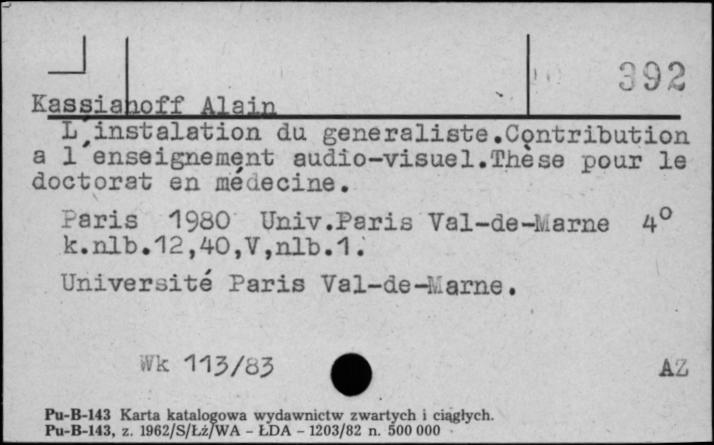 392
Kassianoff Alain
L'instalation du generaliste.Contribution
a l'enseignement audio-visuel.Thèse pour le
doctorat en médecine.
Paris 1980 Univ.Paris Val-de-Marne 4°
k.nlb.12,40,V,nlb.1.
Université Paris Val-de-Marne.
Wk 113/83 AZ
Pu-B-143 Karta katalogowa wydawnictw zwartych i ciągłych.
Pu-B-143, z. 1962/S/Łż/WA - ŁDA - 1203/82 n. 500 000